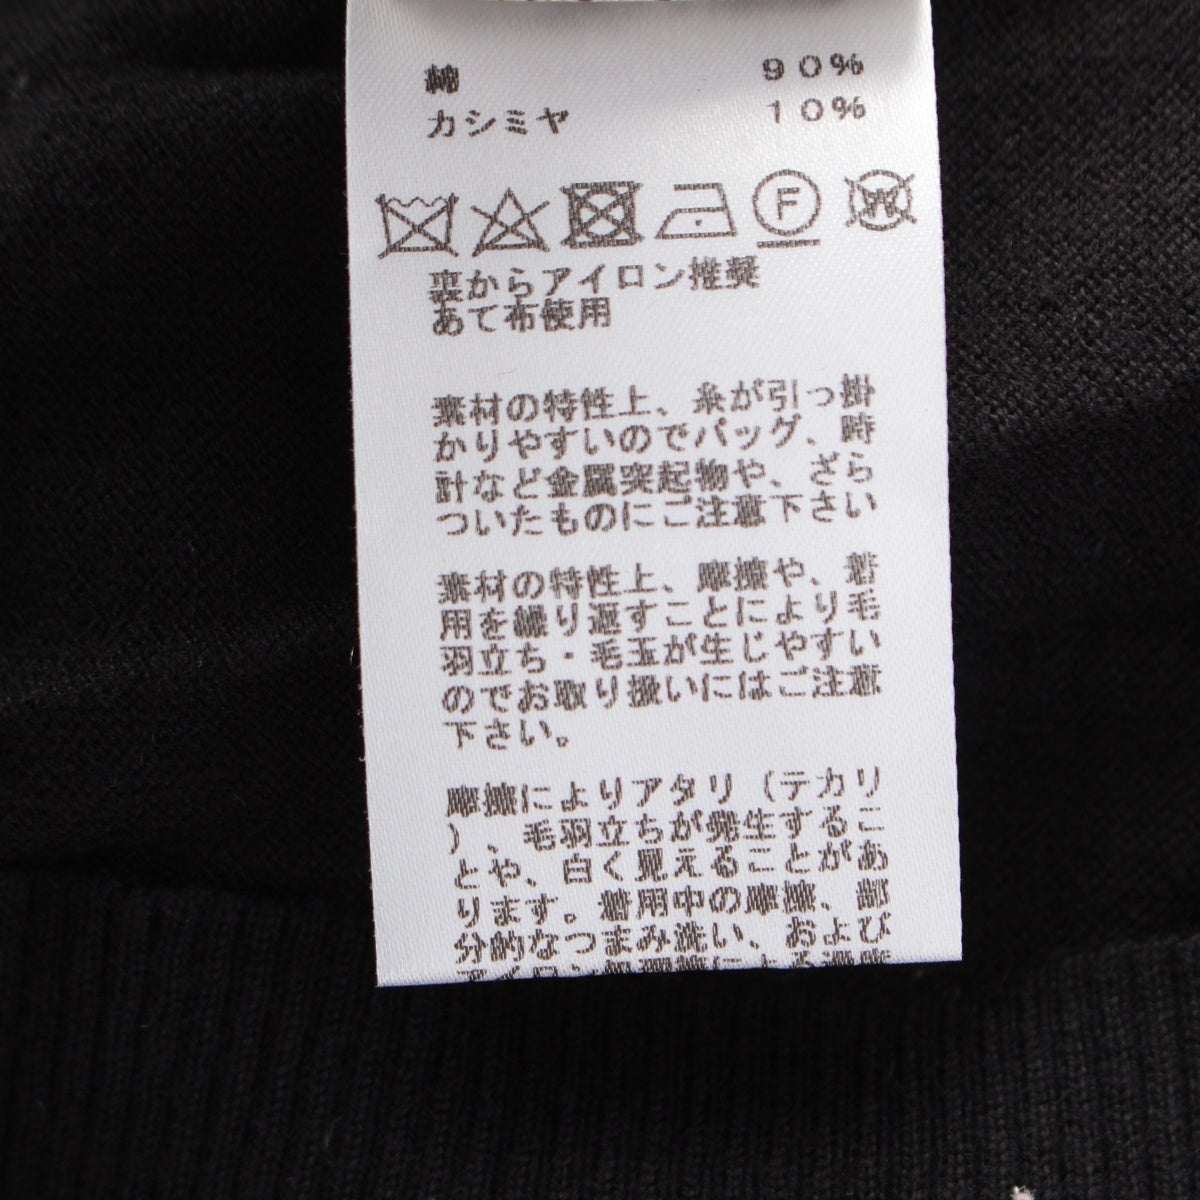 綿 90%
カシミヤ 10%
F W
裏からアイロン推奨
あて布使用
素材の特性上、糸が引っ掛
かりやすいのでバッグ、時
計など金属突起物や、ざら
ついたものにご注意下さい
素材の特性上、摩擦や、着
用を繰り返すことにより毛
羽立ち・毛玉が生じやすい
のでお取り扱いにはご注意
下さい。
摩擦によりアタリ(テカリ
)、毛羽立ちが発生するこ
とや、白く見えることがあ
ります。着用中の摩擦、部
分的なつまみ洗い、および